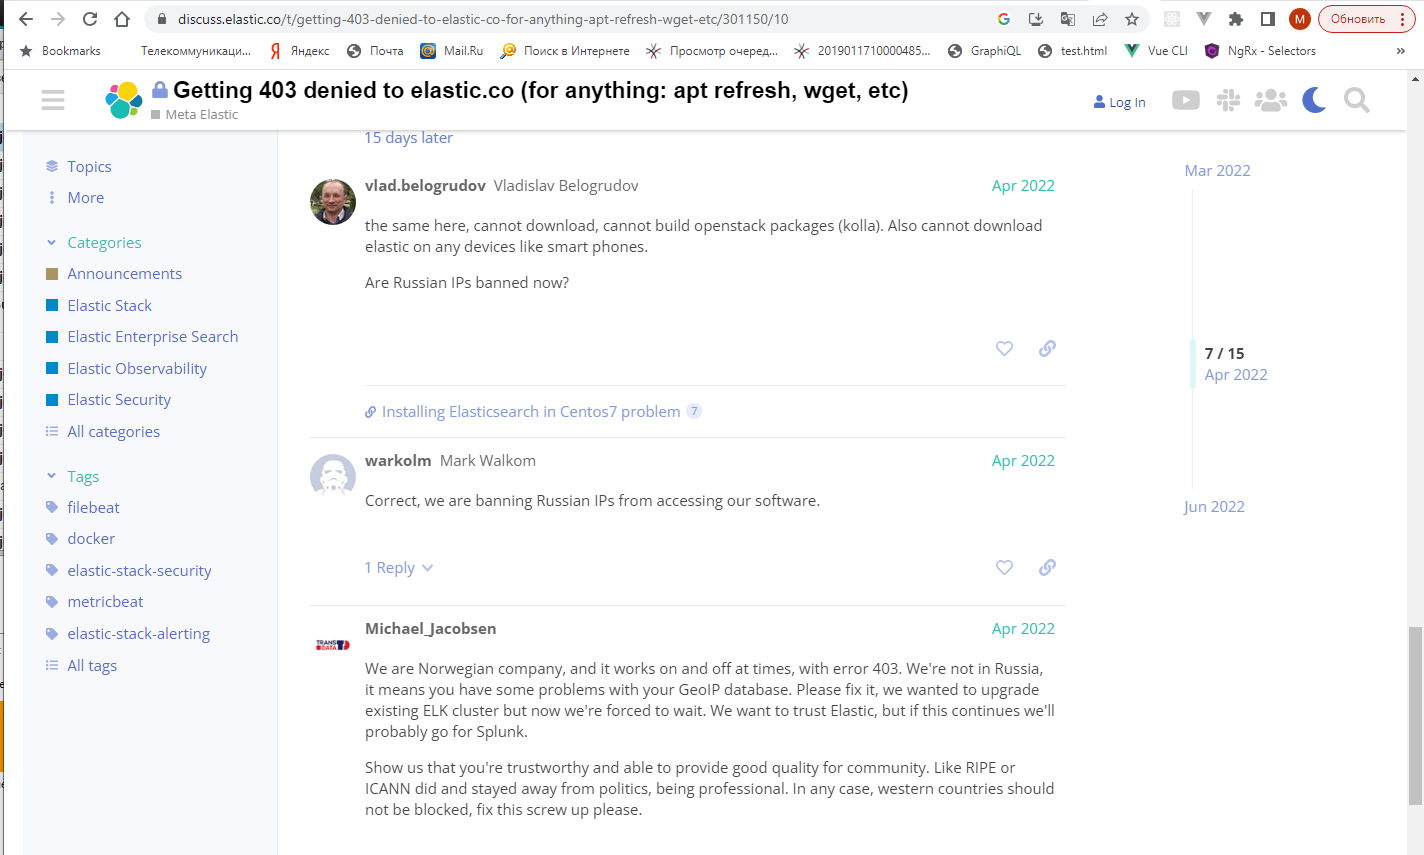 discuss.elastic.co/t/getting-403-denied-to-elastic-co-for-anything-apt-refresh-wget-etc/301150/10
M
Обновить
Bookmarks
Телекоммуникаци...
Яндекс
Почта
Mail.Ru
Поиск в Интернете
Просмотр очеред...
2019011710000485...
GraphiQL
test.html
Vue CLI
NgRx - Selectors
»
Getting 403 denied to elastic.co (for anything: apt refresh, wget, etc)
Meta Elastic
Log In
Topics
More
Categories
Announcements
Elastic Stack
Elastic Enterprise Search
Elastic Observability
Elastic Security
All categories
Tags
filebeat
docker
elastic-stack-security
metricbeat
elastic-stack-alerting
All tags
15 days later
vlad.belogrudov Vladislav Belogrudov
Apr 2022
the same here, cannot download, cannot build openstack packages (kolla). Also cannot download
elastic on any devices like smart phones.
Are Russian IPs banned now?
Installing Elasticsearch in Centos7 problem 7
warkolm Mark Walkom
Apr 2022
Correct, we are banning Russian IPs from accessing our software.
1 Reply
TRANS DATA
Michael_Jacobsen
Apr 2022
We are Norwegian company, and it works on and off at times, with error 403. We're not in Russia,
it means you have some problems with your GeoIP database. Please fix it, we wanted to upgrade
existing ELK cluster but now we're forced to wait. We want to trust Elastic, but if this continues we'll
probably go for Splunk.
Show us that you're trustworthy and able to provide good quality for community. Like RIPE or
ICANN did and stayed away from politics, being professional. In any case, western countries should
not be blocked, fix this screw up please.
Mar 2022
7 / 15
Apr 2022
Jun 2022